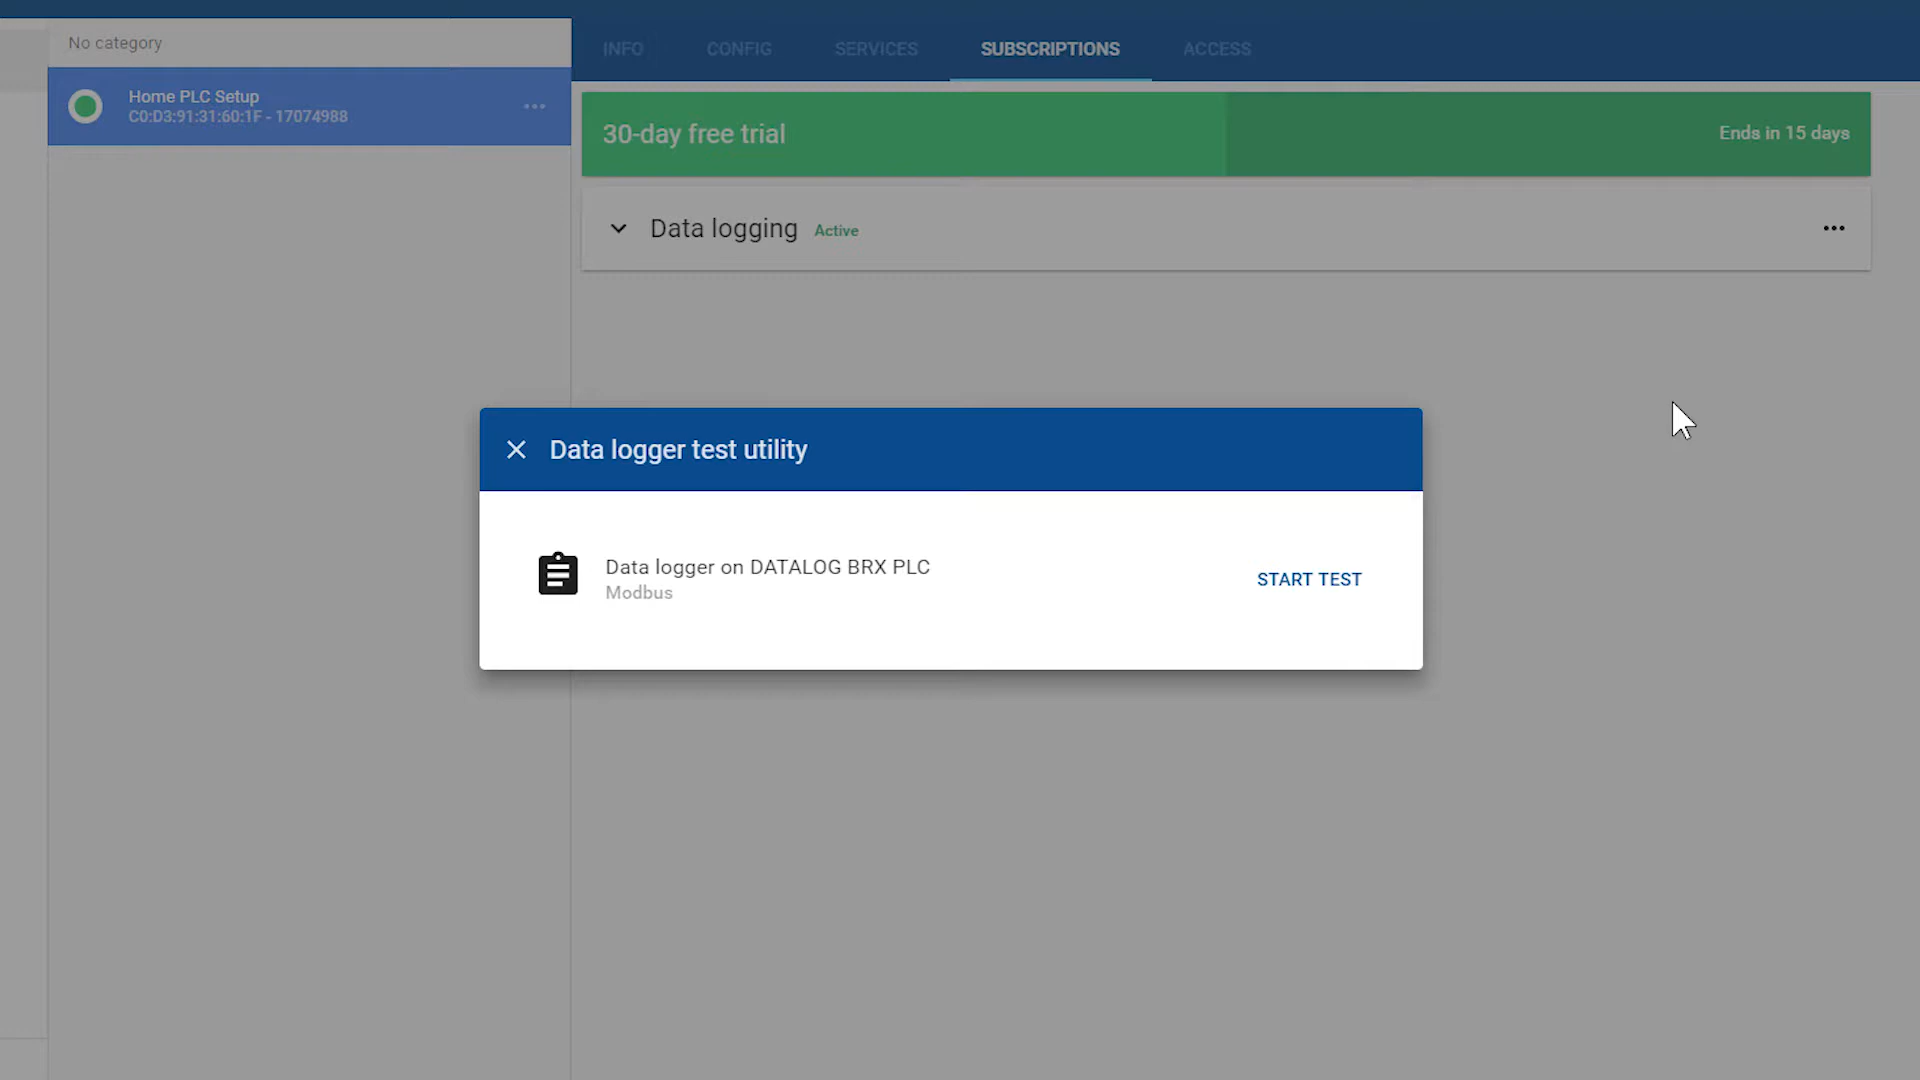 No category
Home PLC Setup
C0:D3:91:31:60:1F - 17074988
INFO
CONFIG
SERVICES
SUBSCRIPTIONS
ACCESS
30-day free trial
Ends in 15 days
Data logging Active
Data logger test utility
Data logger on DATALOG BRX PLC
Modbus
START TEST